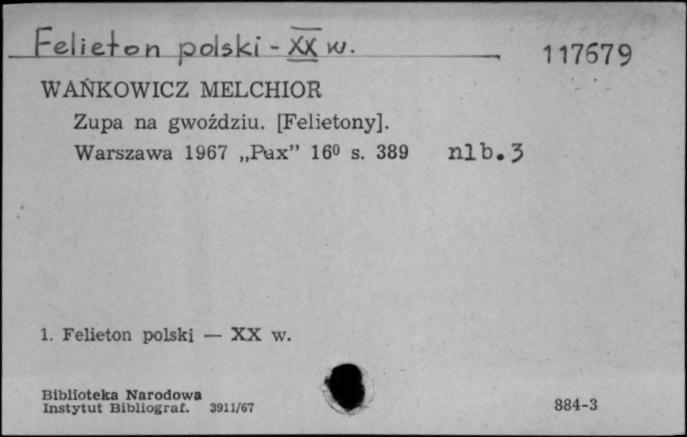 Felieton polski - XX w.
117679
WAŃKOWICZ MELCHIOR
Zupa na gwoździu. [Felietony].
Warszawa 1967 „Pax” 16⁰ s. 389 nlb. 3
1. Felieton polski — XX w.
Biblioteka Narodowa
Instytut Bibliograf. 3911/67
884-3